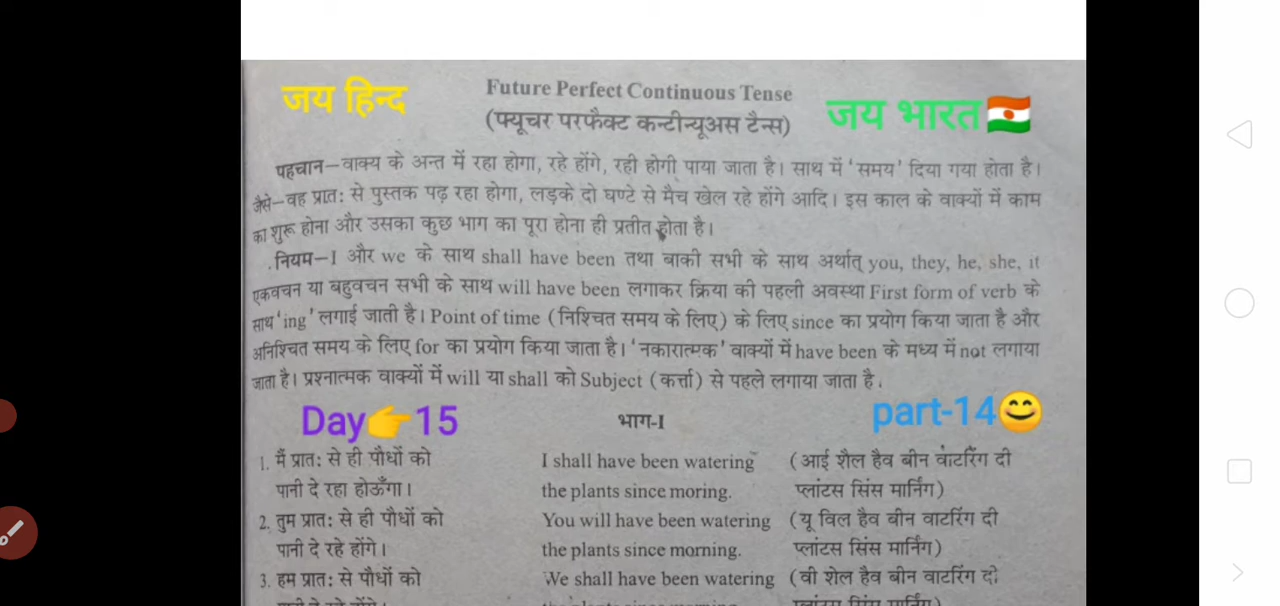 जय हिन्द
Future Perfect Continuous Tense
(फ्यूचर परफैक्ट कन्टीन्यूअस टैन्स)
जय भारत🇳🇪
पहचान–वाक्य के अन्त में रहा होगा, रहे होंगे, रही होगी पाया जाता है। साथ में ‘समय’ दिया गया होता है।
जैसे–वह प्रातः से पुस्तक पढ़ रहा होगा, लड़के दो घण्टे से मैच खेल रहे होंगे आदि। इस काल के वाक्यों में काम
का शुरू होना और उसका कुछ भाग का पूरा होना ही प्रतीत होता है।
नियम–I और we के साथ shall have been तथा बाकी सभी के साथ अर्थात् you, they, he, she, it
एकवचन या बहुवचन सभी के साथ will have been लगाकर क्रिया की पहली अवस्था First form of verb के
साथ ‘ing’ लगाई जाती है। Point of time (निश्चित समय के लिए) के लिए since का प्रयोग किया जाता है और
अनिश्चित समय के लिए for का प्रयोग किया जाता है। ‘नकारात्मक’ वाक्यों में have been के मध्य में not लगाया
जाता है। प्रश्नात्मक वाक्यों में will या shall को Subject (कर्त्ता) से पहले लगाया जाता है.
Day👉15
भाग-I
part-14😊
1. मैं प्रातः से ही पौधों को I shall have been watering (आई शैल हैव बीन वाटरिंग दी
पानी दे रहा होऊँगा। the plants since moring. प्लांटस सिंस मार्निंग)
2. तुम प्रातः से ही पौधों को You will have been watering (यू विल हैव बीन वाटरिंग दी
पानी दे रहे होंगे। the plants since morning. प्लांटस सिंस मार्निंग)
3. हम प्रातः से पौधों को We shall have been watering (वी शेल हैव बीन वाटरिंग दी